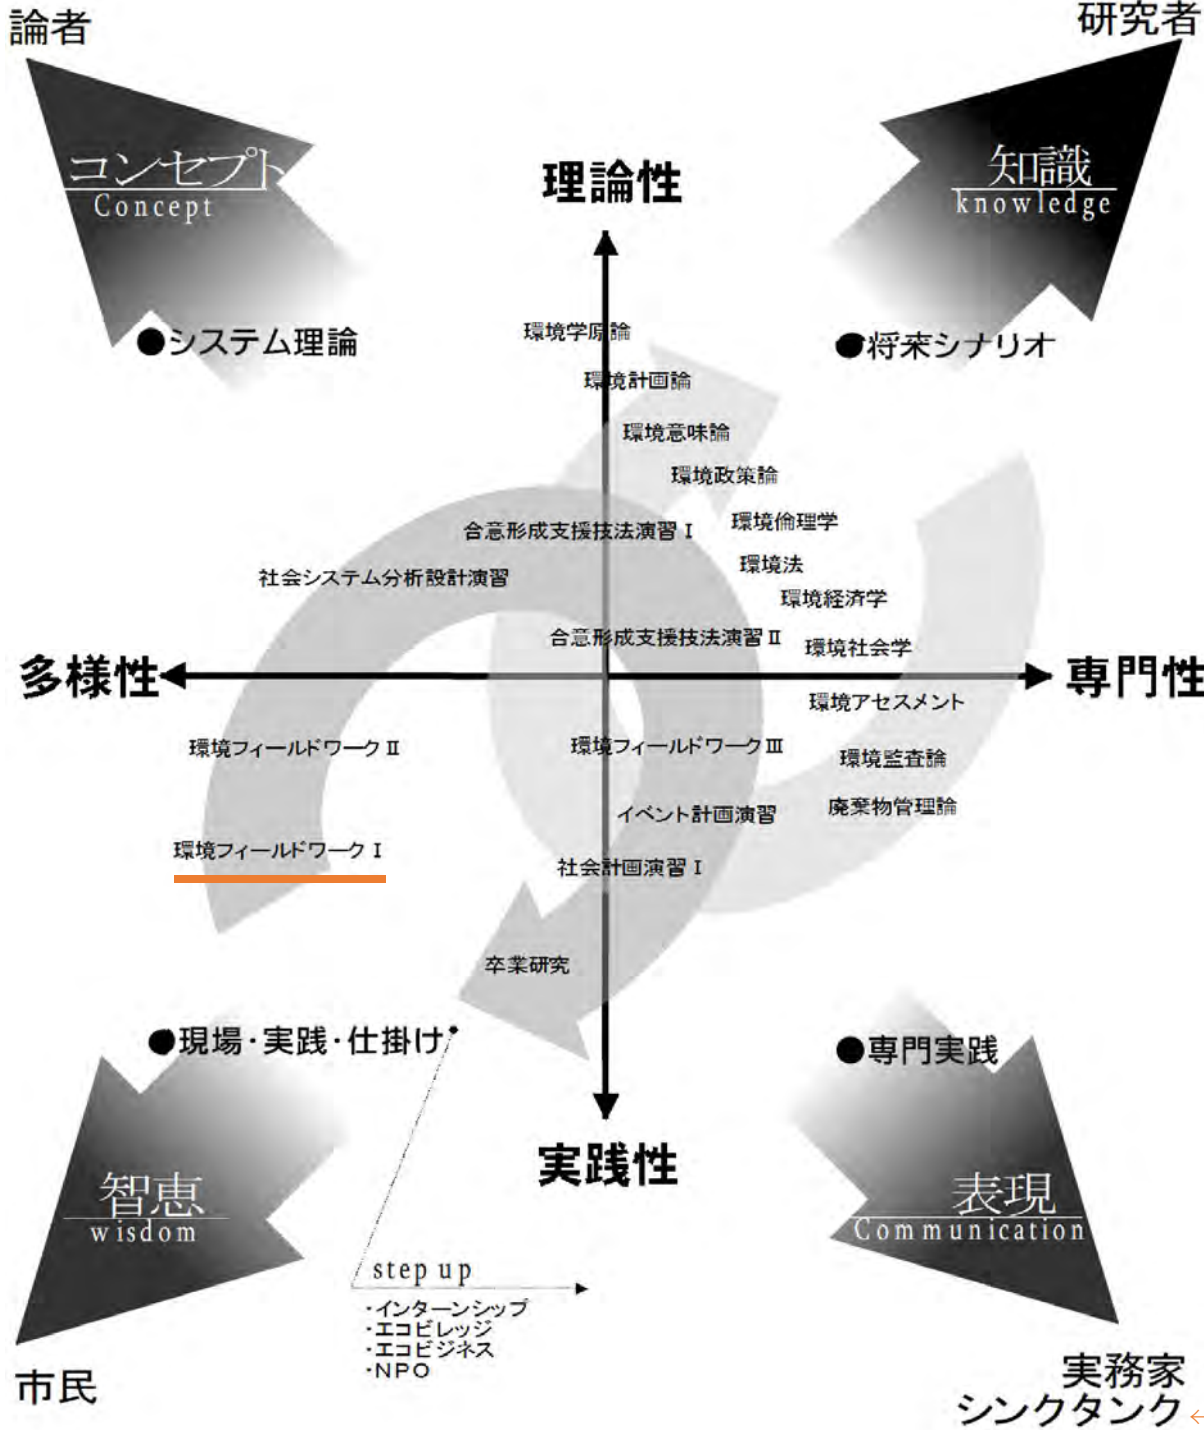 論者
研究者
コンセプト
Concept
知識
knowledge
理論性
●システム理論
●将来シナリオ
環境学原論
環境計画論
環境意味論
環境政策論
環境倫理学
合意形成支援技法演習Ⅰ
環境法
社会システム分析設計演習
環境経済学
合意形成支援技法演習Ⅱ
環境社会学
多様性
専門性
環境アセスメント
環境フィールドワークⅡ
環境フィールドワークⅢ
環境監査論
イベント計画演習
廃棄物管理論
環境フィールドワークⅠ
社会計画演習Ⅰ
卒業研究
●現場・実践・仕掛け
●専門実践
実践性
智恵
wisdom
表現
Communication
step up
・インターンシップ
・エコビレッジ
・エコビジネス
・NPO
市民
実務家
シンクタンク ←